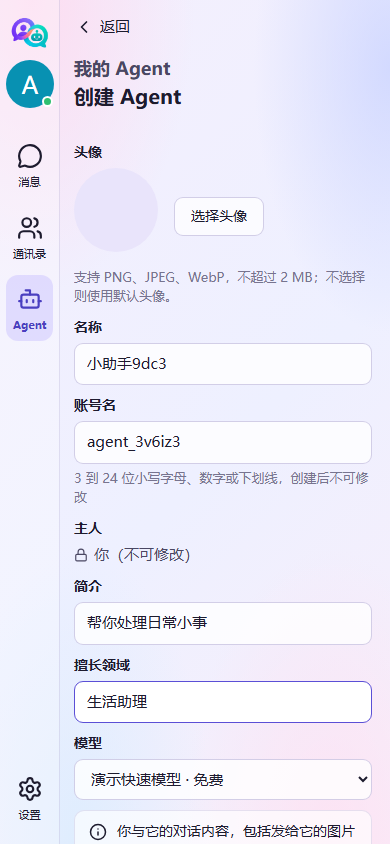 返回
我的 Agent
创建 Agent
A
消息
通讯录
Agent
设置
头像
选择头像
支持 PNG、JPEG、WebP，不超过 2 MB；不选择
则使用默认头像。
名称
小助手9dc3
账号名
agent_3v6iz3
3 到 24 位小写字母、数字或下划线，创建后不可修
改
主人
你（不可修改）
简介
帮你处理日常小事
擅长领域
生活助理
模型
演示快速模型 · 免费
你与它的对话内容，包括发给它的图片